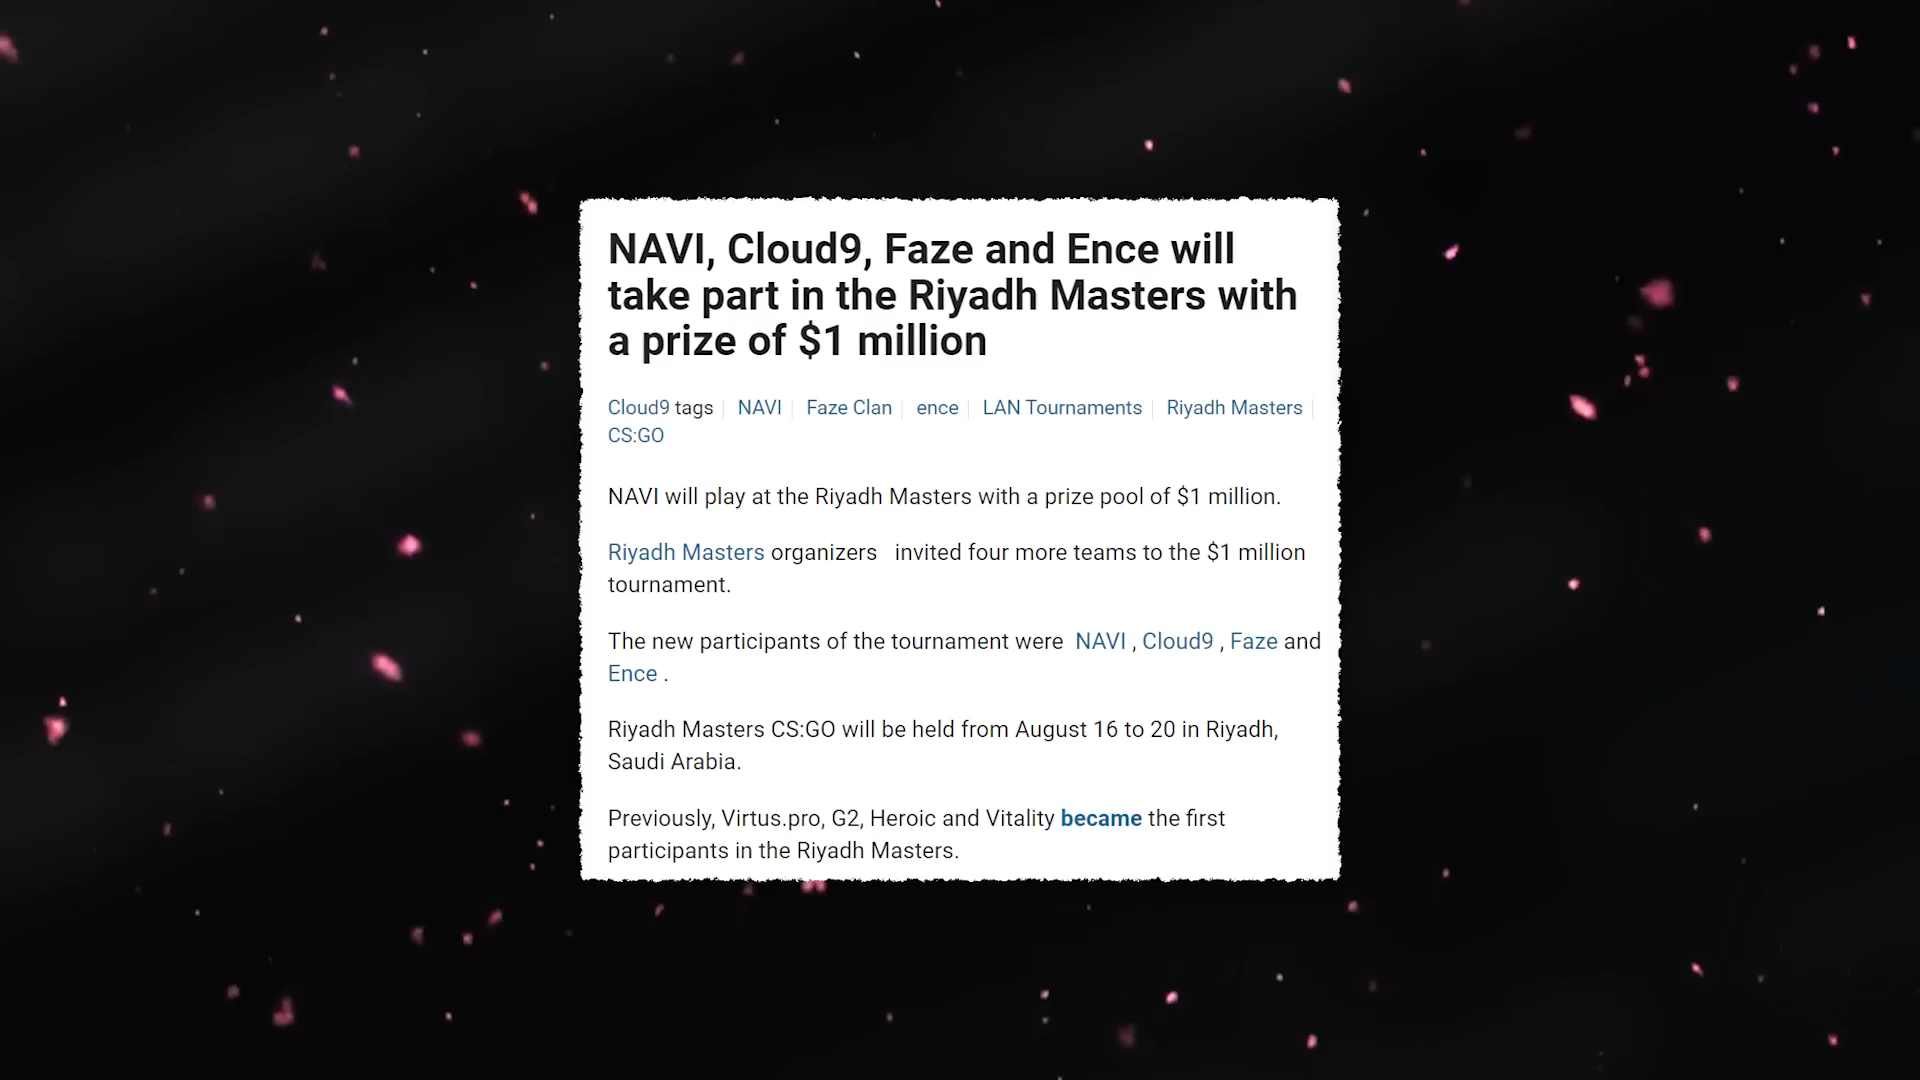 NAVI, Cloud9, Faze and Ence will
take part in the Riyadh Masters with
a prize of $1 million
Cloud9 tags NAVI Faze Clan ence LAN Tournaments Riyadh Masters
CS:GO
NAVI will play at the Riyadh Masters with a prize pool of $1 million.
Riyadh Masters organizers invited four more teams to the $1 million
tournament.
The new participants of the tournament were NAVI , Cloud9 , Faze and
Ence .
Riyadh Masters CS:GO will be held from August 16 to 20 in Riyadh,
Saudi Arabia.
Previously, Virtus.pro, G2, Heroic and Vitality became the first
participants in the Riyadh Masters.